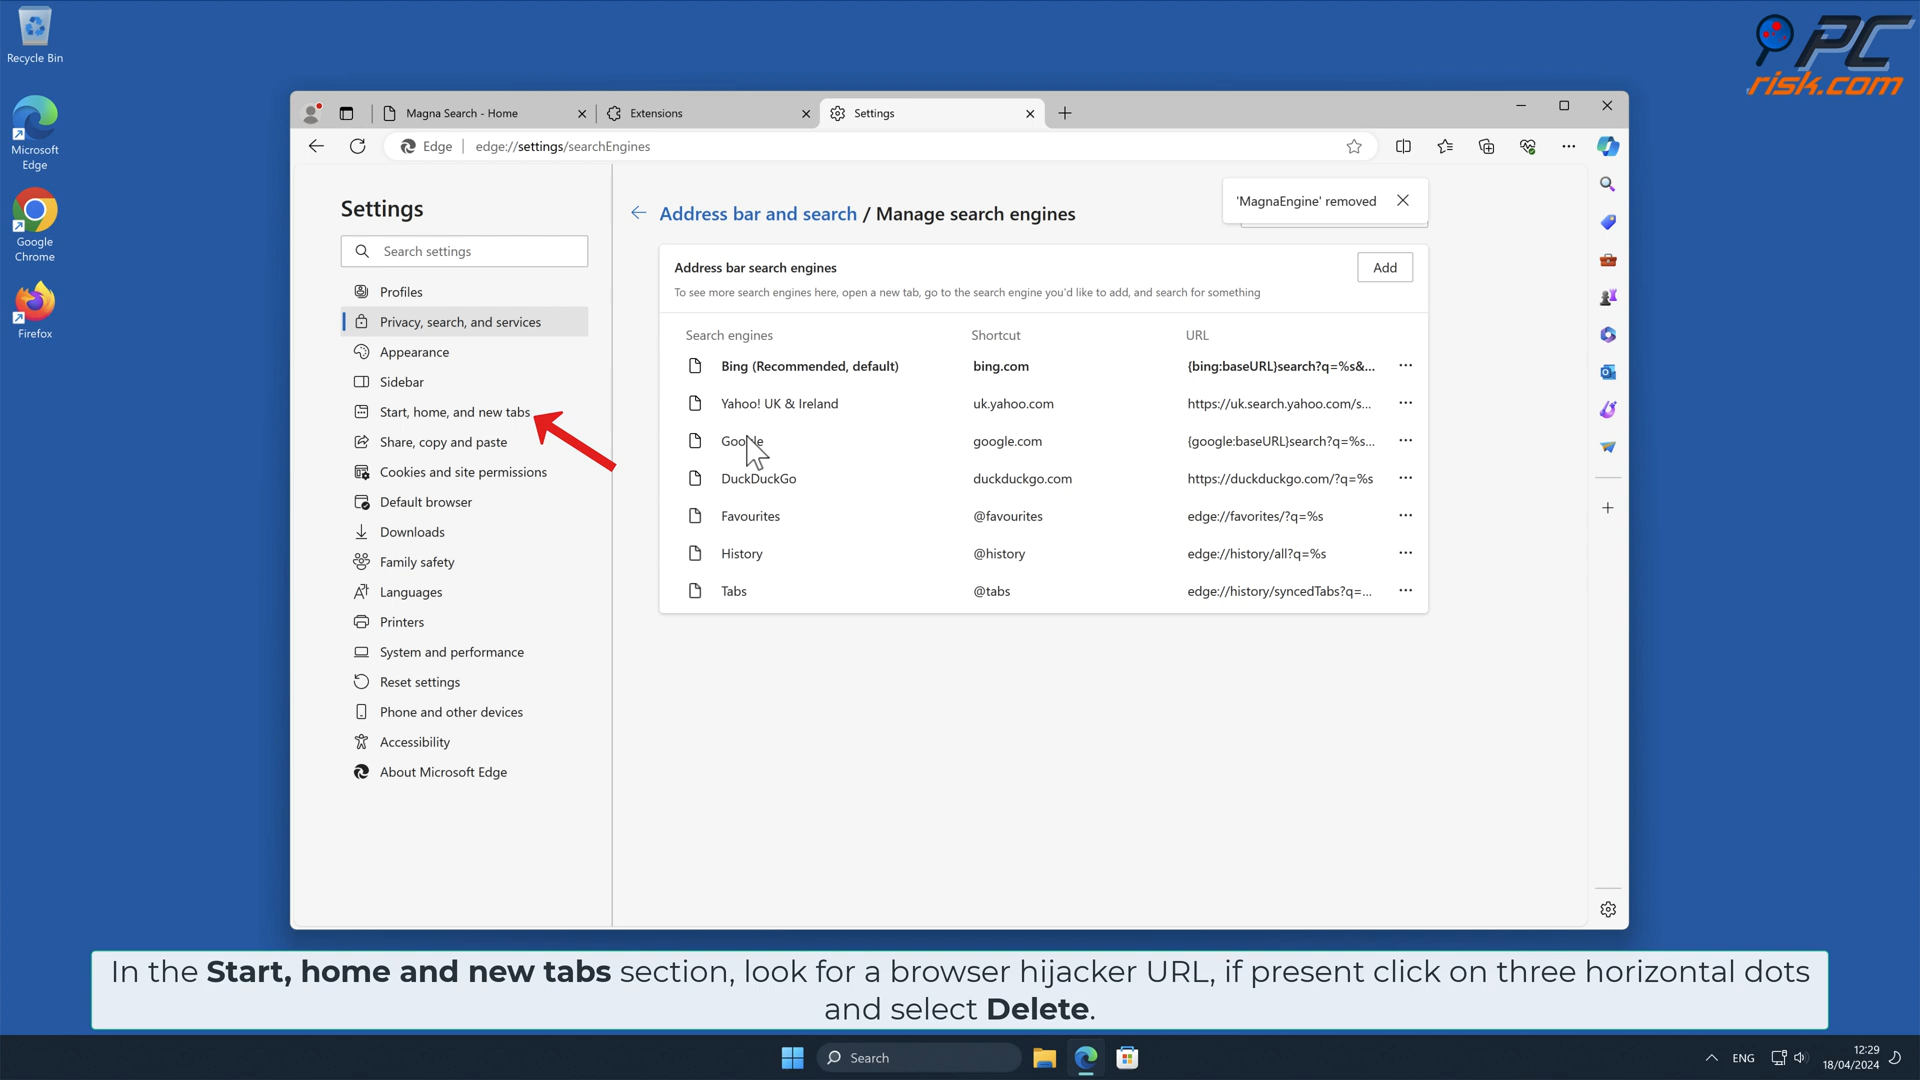 Recycle Bin
Microsoft
Edge
Google
Chrome
Firefox
PC
risk.com
Magna Search - Home
Extensions
Settings
Edge
edge://settings/searchEngines
Settings
Search settings
Profiles
Privacy, search, and services
Appearance
Sidebar
Start, home, and new tabs
Share, copy and paste
Cookies and site permissions
Default browser
Downloads
Family safety
Languages
Printers
System and performance
Reset settings
Phone and other devices
Accessibility
About Microsoft Edge
Address bar and search / Manage search engines
'MagnaEngine' removed
Address bar search engines
Add
To see more search engines here, open a new tab, go to the search engine you'd like to add, and search for something
Search engines Shortcut URL
Bing (Recommended, default) bing.com {bing:baseURL}search?q=%s&...
Yahoo! UK & Ireland uk.yahoo.com https://uk.search.yahoo.com/s...
Google google.com {google:baseURL}search?q=%s...
DuckDuckGo duckduckgo.com https://duckduckgo.com/?q=%s
Favourites @favourites edge://favorites/?q=%s
History @history edge://history/all?q=%s
Tabs @tabs edge://history/syncedTabs?q=...
In the Start, home and new tabs section, look for a browser hijacker URL, if present click on three horizontal dots
and select Delete.
Search
ENG
12:29
18/04/2024